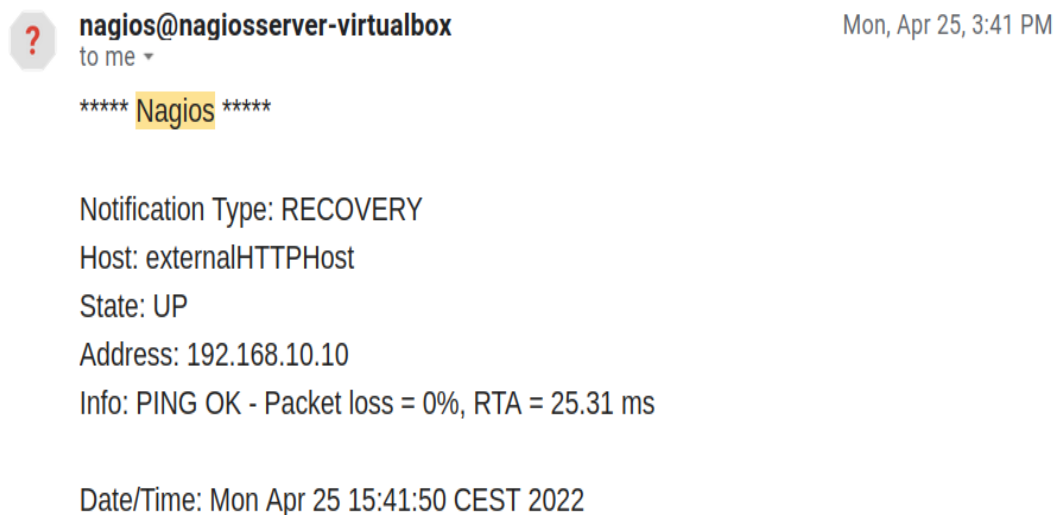 nagios@nagiosserver-virtualbox
Mon, Apr 25, 3:41 PM
to me
***** Nagios *****
Notification Type: RECOVERY
Host: externalHTTPHost
State: UP
Address: 192.168.10.10
Info: PING OK - Packet loss = 0%, RTA = 25.31 ms
Date/Time: Mon Apr 25 15:41:50 CEST 2022